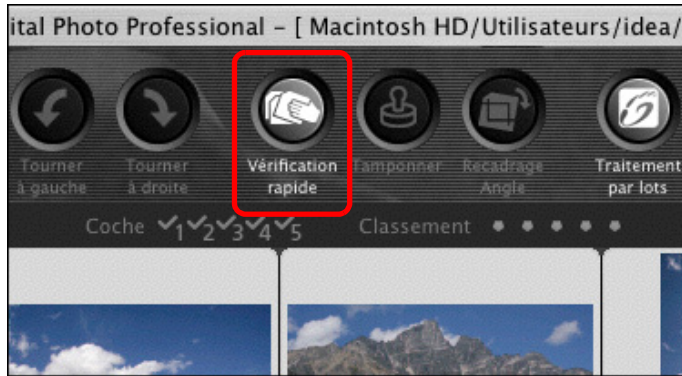 ital Photo Professional – [ Macintosh HD/Utilisateurs/idea/
Tourner
à gauche
Tourner
à droite
Vérification
rapide
Tamponner
Recadrage
Angle
Traitement
par lots
Coche 1 2 3 4 5 Classement